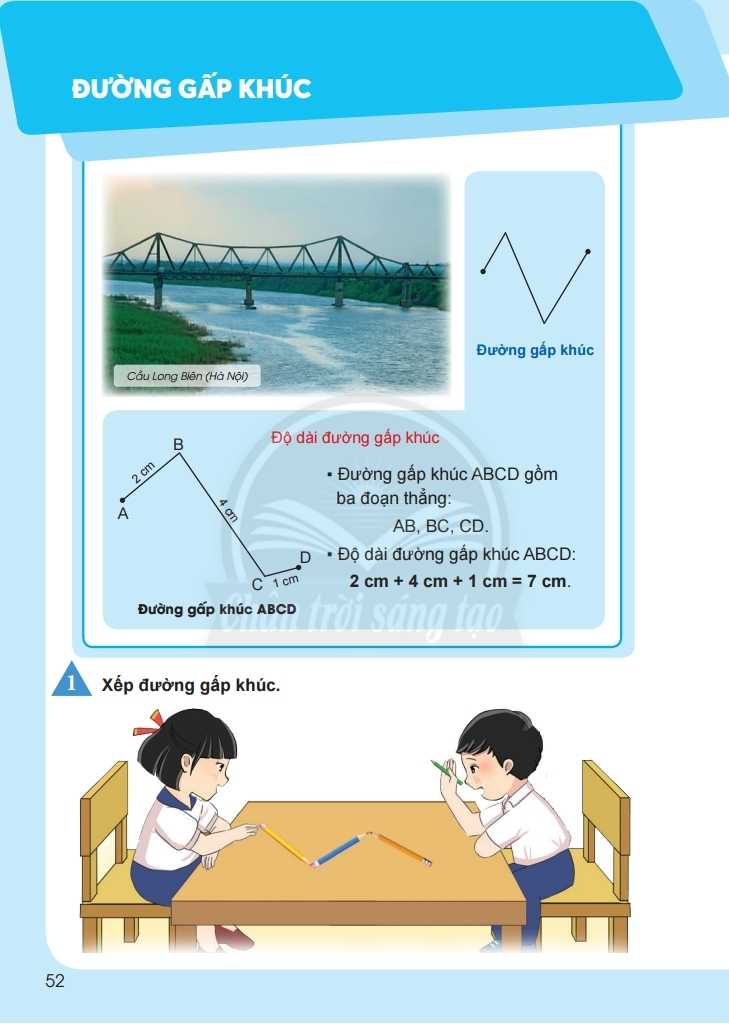 ĐƯỜNG GẤP KHÚC
Cầu Long Biên (Hà Nội)
Đường gấp khúc
Độ dài đường gấp khúc
B
2 cm
A
4 cm
D
C
1 cm
Đường gấp khúc ABCD
▪ Đường gấp khúc ABCD gồm
ba đoạn thẳng:
AB, BC, CD.
▪ Độ dài đường gấp khúc ABCD:
2 cm + 4 cm + 1 cm = 7 cm.
Chân trời sáng tạo
1 Xếp đường gấp khúc.
52